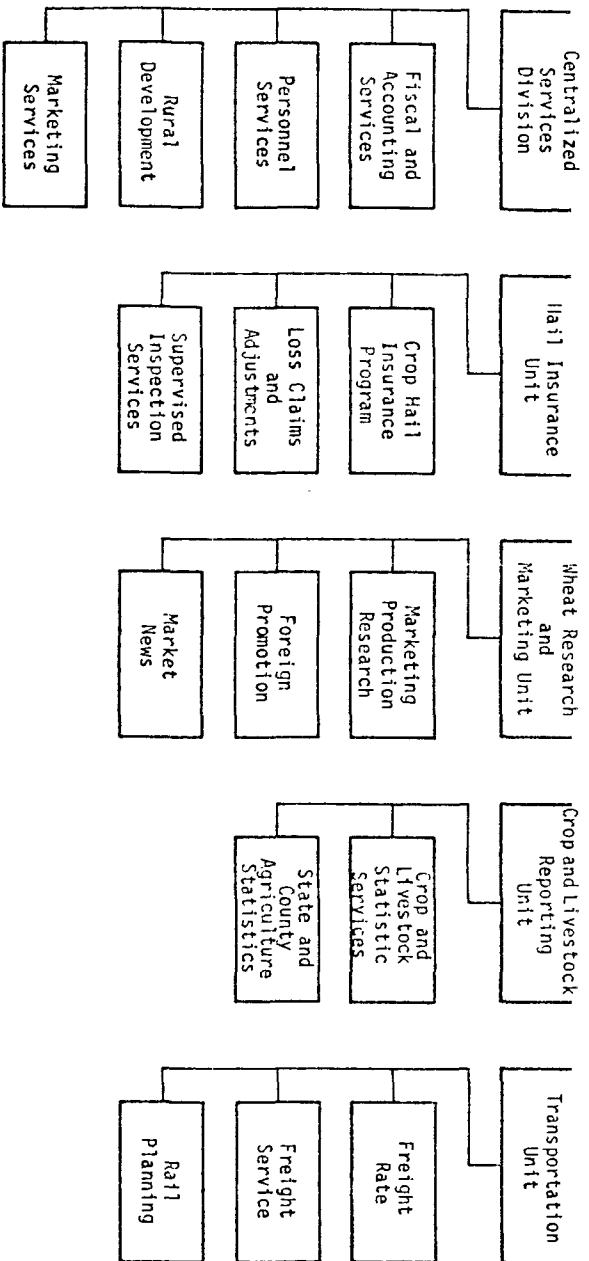 Centralized
Services
Division
Fiscal and
Accounting
Services
Personnel
Services
Rural
Development
Marketing
Services
Hail Insurance
Unit
Crop Hail
Insurance
Program
Loss Claims
and
Adjustments
Supervised
Inspection
Services
Wheat Research
and
Marketing Unit
Marketing
Production
Research
Foreign
Promotion
Market
News
Crop and Livestock
Reporting
Unit
Crop and
Livestock
Statistic
Services
State and
County
Agriculture
Statistics
Transportation
Unit
Freight
Rate
Freight
Service
Rail
Planning